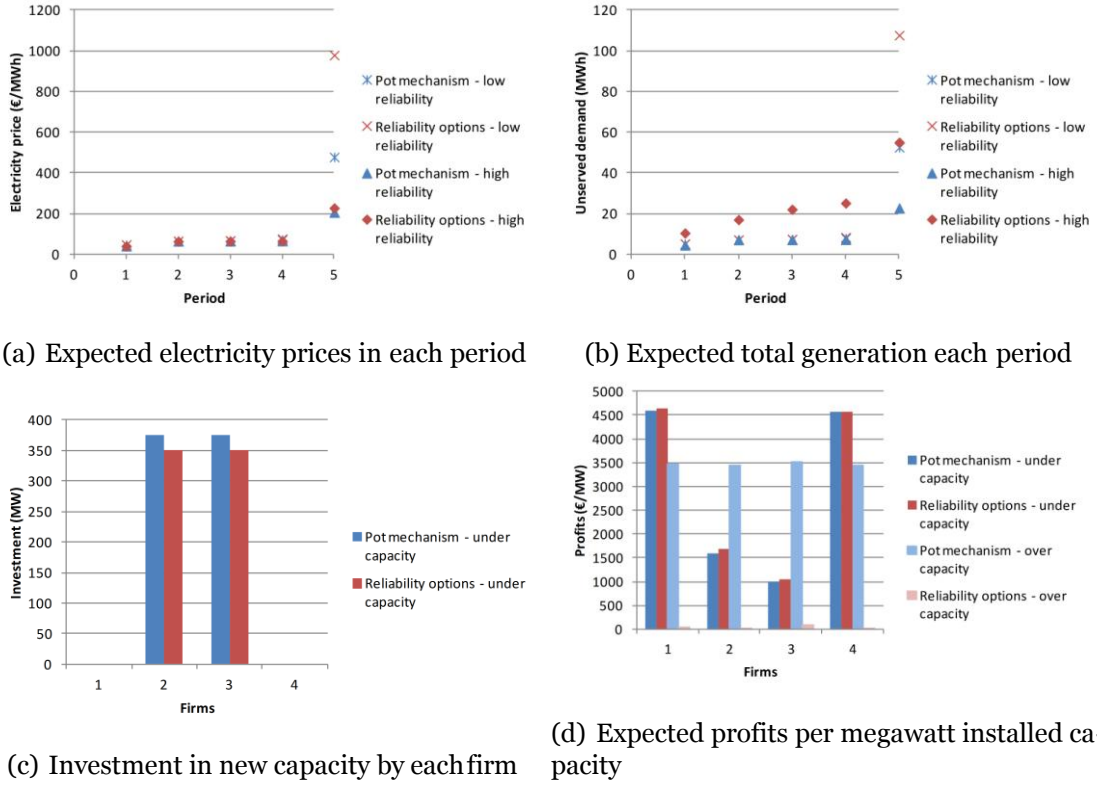 1200
1000
800
600
400
200
0
Electricity price (€/MWh)
0 1 2 3 4 5
Period
Pot mechanism - low
reliability
Reliability options - low
reliability
Pot mechanism - high
reliability
Reliability options - high
reliability
120
100
80
60
40
20
0
Unserved demand (MWh)
0 1 2 3 4 5
Period
Pot mechanism - low
reliability
Reliability options - low
reliability
Pot mechanism - high
reliability
Reliability options - high
reliability
(a) Expected electricity prices in each period
(b) Expected total generation each period
400
350
300
250
200
150
100
50
0
Investment (MW)
1 2 3 4
Firms
Pot mechanism - under
capacity
Reliability options - under
capacity
5000
4500
4000
3500
3000
2500
2000
1500
1000
500
0
Profits (€/MW)
1 2 3 4
Firms
Pot mechanism - under
capacity
Reliability options - under
capacity
Pot mechanism - over
capacity
Reliability options - over
capacity
(c) Investment in new capacity by each firm
(d) Expected profits per megawatt installed ca-
pacity